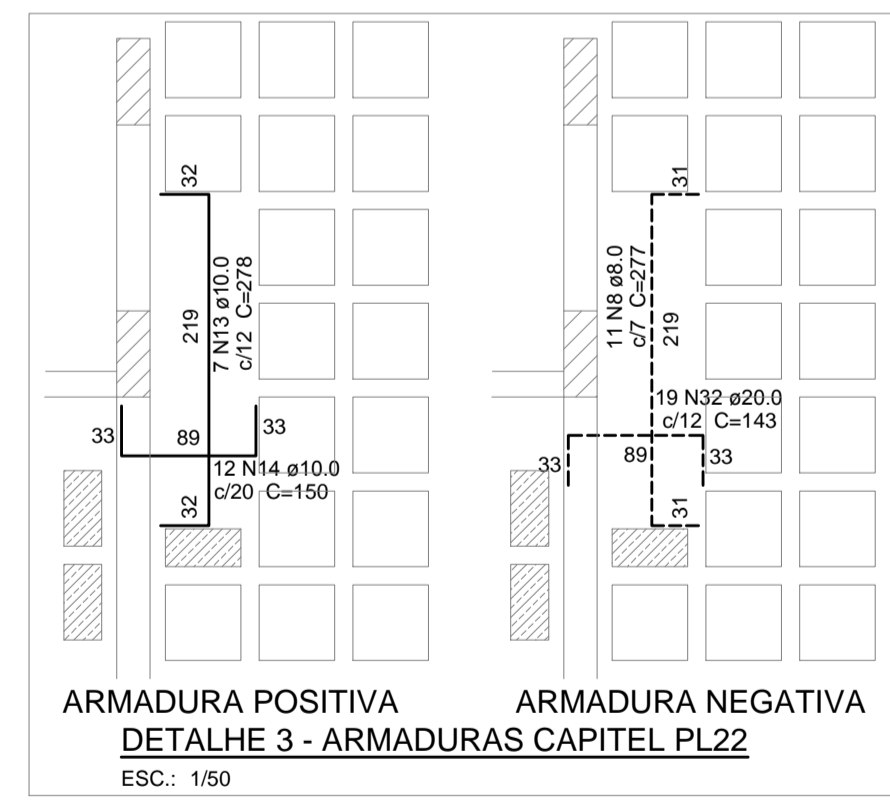 32
7 N13 ø10.0
c/12 C=278
219
33
89
33
12 N14 ø10.0
c/20 C=150
32
31
11 N8 ø8.0
c/7 C=277
219
19 N32 ø20.0
c/12 C=143
33
89
33
31
ARMADURA POSITIVA
ARMADURA NEGATIVA
DETALHE 3 - ARMADURAS CAPITEL PL22
ESC.: 1/50